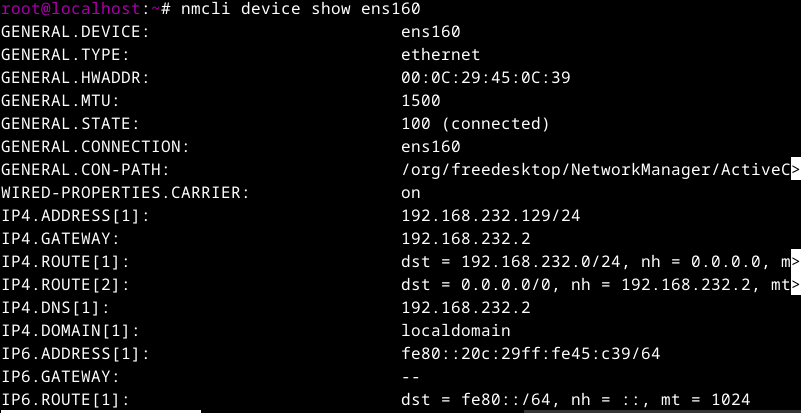 root@localhost:~# nmcli device show ens160
GENERAL.DEVICE: ens160
GENERAL.TYPE: ethernet
GENERAL.HWADDR: 00:0C:29:45:0C:39
GENERAL.MTU: 1500
GENERAL.STATE: 100 (connected)
GENERAL.CONNECTION: ens160
GENERAL.CON-PATH: /org/freedesktop/NetworkManager/ActiveC>
WIRED-PROPERTIES.CARRIER: on
IP4.ADDRESS[1]: 192.168.232.129/24
IP4.GATEWAY: 192.168.232.2
IP4.ROUTE[1]: dst = 192.168.232.0/24, nh = 0.0.0.0, m>
IP4.ROUTE[2]: dst = 0.0.0.0/0, nh = 192.168.232.2, mt>
IP4.DNS[1]: 192.168.232.2
IP4.DOMAIN[1]: localdomain
IP6.ADDRESS[1]: fe80::20c:29ff:fe45:c39/64
IP6.GATEWAY: --
IP6.ROUTE[1]: dst = fe80::/64, nh = ::, mt = 1024